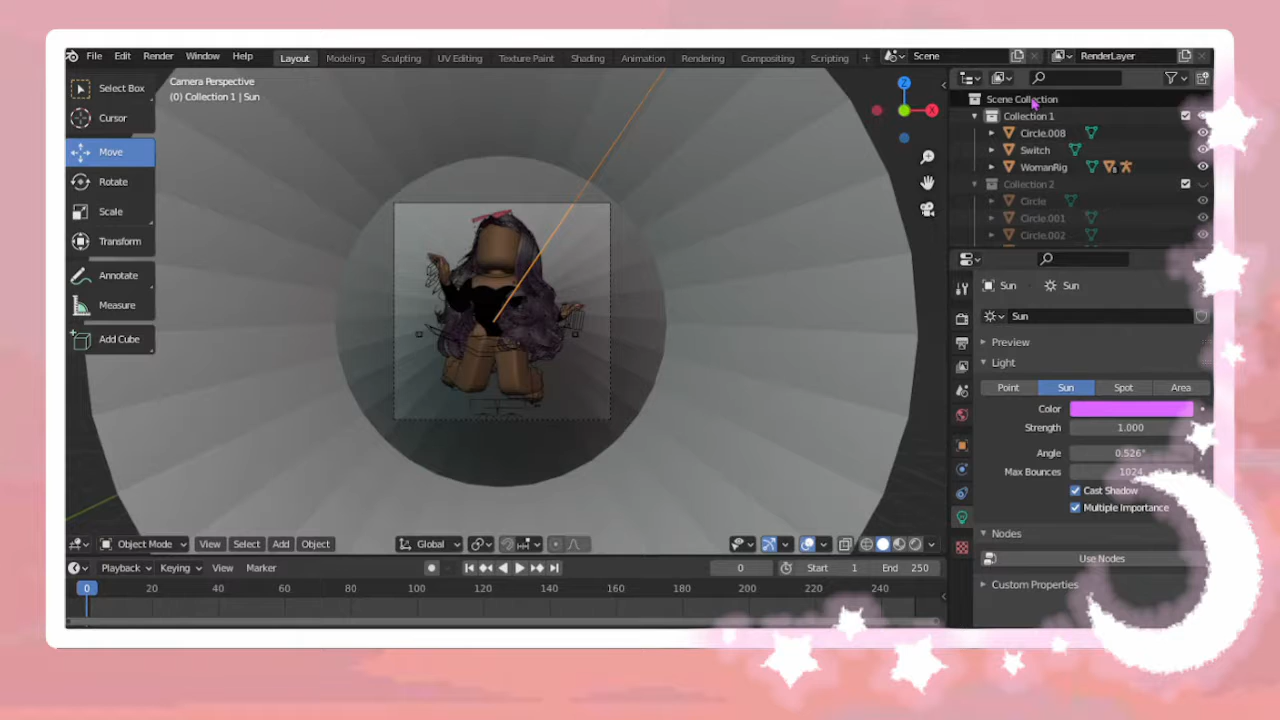 File Edit Render Window Help Layout Modeling Sculpting UV Editing Texture Paint Shading Animation Rendering Compositing Scripting + Scene RenderLayer
Camera Perspective
(0) Collection 1 | Sun
Select Box
Cursor
Move
Rotate
Scale
Transform
Annotate
Measure
Add Cube
Z
X
Scene Collection
Collection 1
Circle.008
Switch
WomanRig 8
Collection 2
Circle
Circle.001
Circle.002
Sun Sun
Sun
Preview
Light
Point Sun Spot Area
Color
Strength 1.000
Angle 0.526°
Max Bounces 1024
Cast Shadow
Multiple Importance
Nodes
Use Nodes
Custom Properties
Object Mode View Select Add Object Global
Playback Keying View Marker 0 Start 1 End 250
0 20 40 60 80 100 120 140 160 180 200 220 240